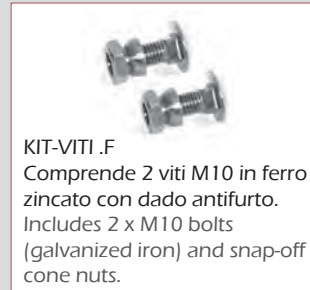 KIT-VITI .F
Comprende 2 viti M10 in ferro
zincato con dado antifurto.
Includes 2 x M10 bolts
(galvanized iron) and snap-off
cone nuts.